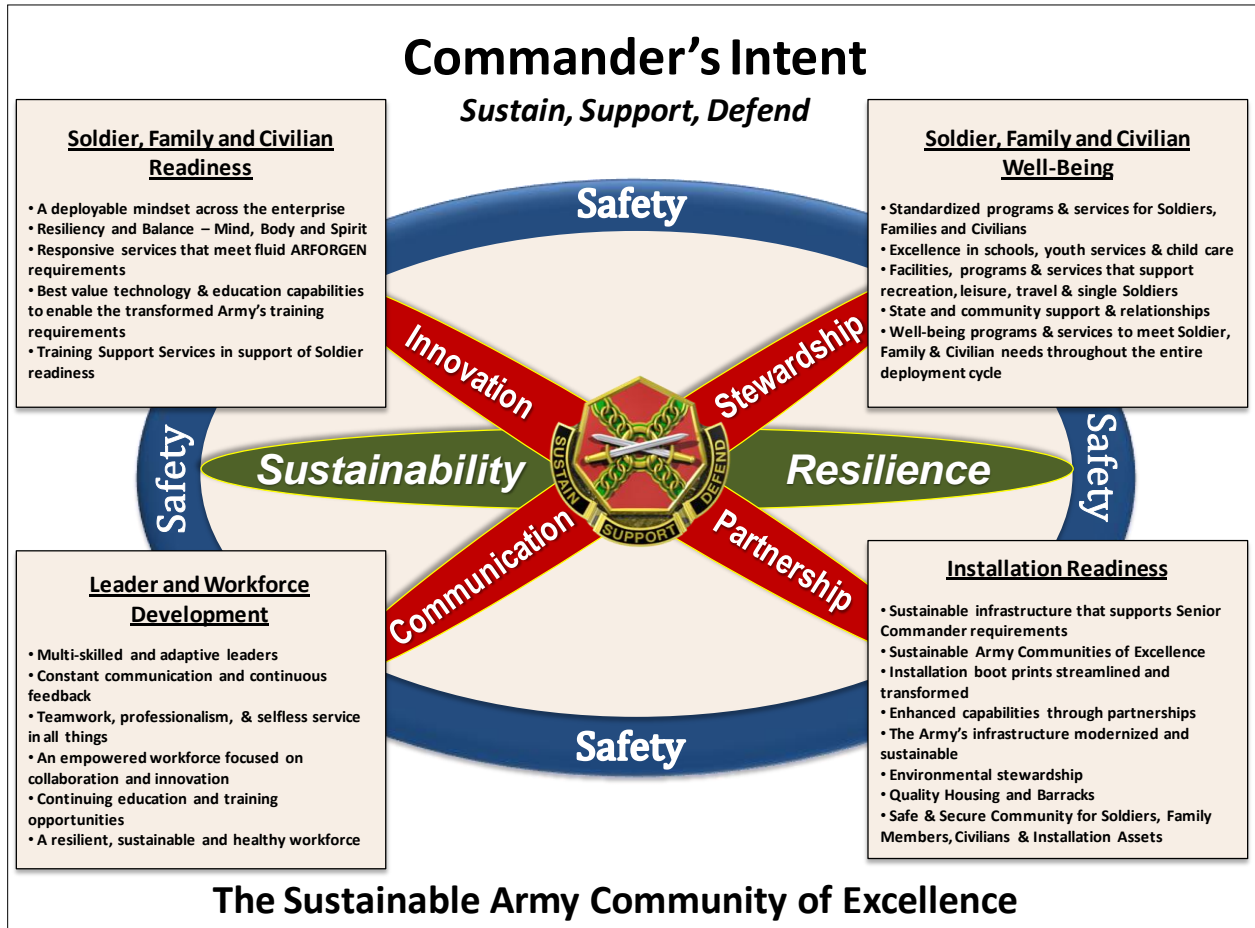 Commander's Intent
Sustain, Support, Defend
Soldier, Family and Civilian
Readiness
• A deployable mindset across the enterprise
• Resiliency and Balance – Mind, Body and Spirit
• Responsive services that meet fluid ARFORGEN
requirements
• Best value technology & education capabilities
to enable the transformed Army's training
requirements
• Training Support Services in support of Soldier
readiness
Soldier, Family and Civilian
Well-Being
• Standardized programs & services for Soldiers,
Families and Civilians
• Excellence in schools, youth services & child care
• Facilities, programs & services that support
recreation, leisure, travel & single Soldiers
• State and community support & relationships
• Well-being programs & services to meet Soldier,
Family & Civilian needs throughout the entire
deployment cycle
Safety
Innovation
Stewardship
Safety
Sustainability
SUSTAIN
SUPPORT
DEFEND
Resilience
Safety
Communication
Partnership
Safety
Leader and Workforce
Development
• Multi-skilled and adaptive leaders
• Constant communication and continuous
feedback
• Teamwork, professionalism, & selfless service
in all things
• An empowered workforce focused on
collaboration and innovation
• Continuing education and training
opportunities
• A resilient, sustainable and healthy workforce
Installation Readiness
• Sustainable infrastructure that supports Senior
Commander requirements
• Sustainable Army Communities of Excellence
• Installation boot prints streamlined and
transformed
• Enhanced capabilities through partnerships
• The Army's infrastructure modernized and
sustainable
• Environmental stewardship
• Quality Housing and Barracks
• Safe & Secure Community for Soldiers, Family
Members, Civilians & Installation Assets
The Sustainable Army Community of Excellence